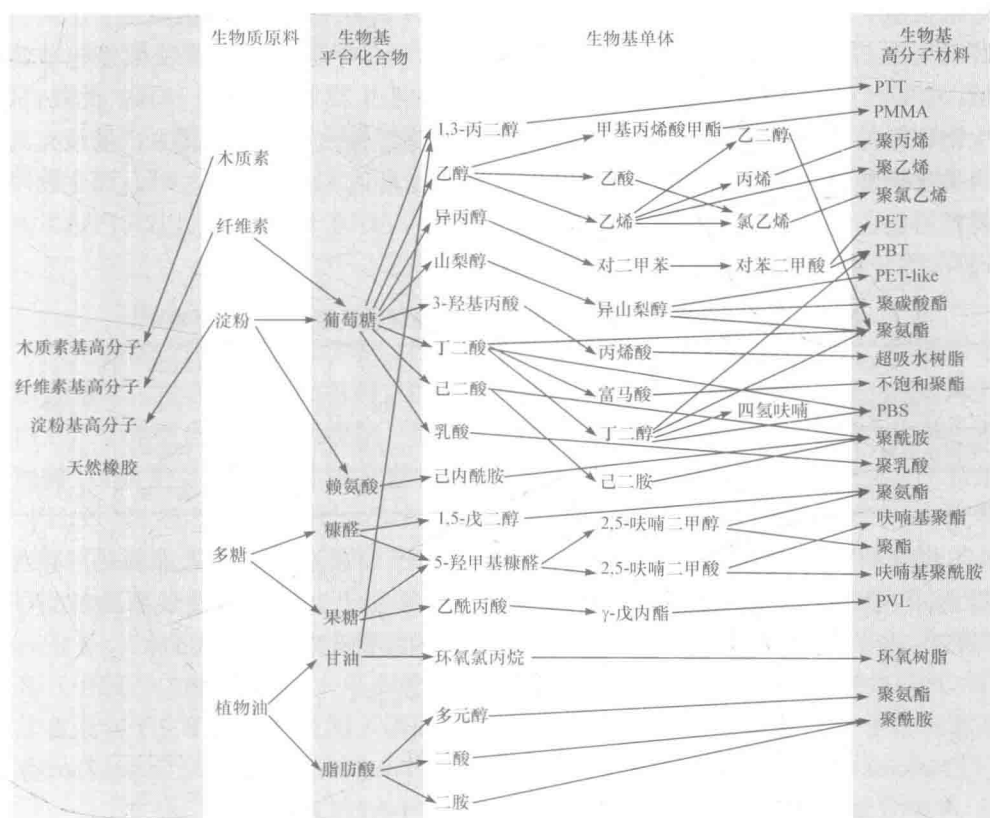 生物质原料
生物基
平台化合物
生物基单体
生物基
高分子材料
木质素基高分子
纤维素基高分子
淀粉基高分子
天然橡胶
木质素
纤维素
淀粉
多糖
植物油
葡萄糖
赖氨酸
糠醛
果糖
甘油
脂肪酸
1,3-丙二醇
乙醇
异丙醇
山梨醇
3-羟基丙酸
丁二酸
己二酸
乳酸
己内酰胺
1,5-戊二醇
5-羟甲基糠醛
乙酰丙酸
环氧氯丙烷
多元醇
二酸
二胺
甲基丙烯酸甲酯
乙酸
乙烯
对二甲苯
异山梨醇
丙烯酸
富马酸
丁二醇
己二胺
2,5-呋喃二甲醇
2,5-呋喃二甲酸
γ-戊内酯
乙二醇
丙烯
氯乙烯
对苯二甲酸
四氢呋喃
PTT
PMMA
聚丙烯
聚乙烯
聚氯乙烯
PET
PBT
PET-like
聚碳酸酯
聚氨酯
超吸水树脂
不饱和聚酯
PBS
聚酰胺
聚乳酸
聚氨酯
呋喃基聚酯
聚酯
呋喃基聚酰胺
PVL
环氧树脂
聚氨酯
聚酰胺